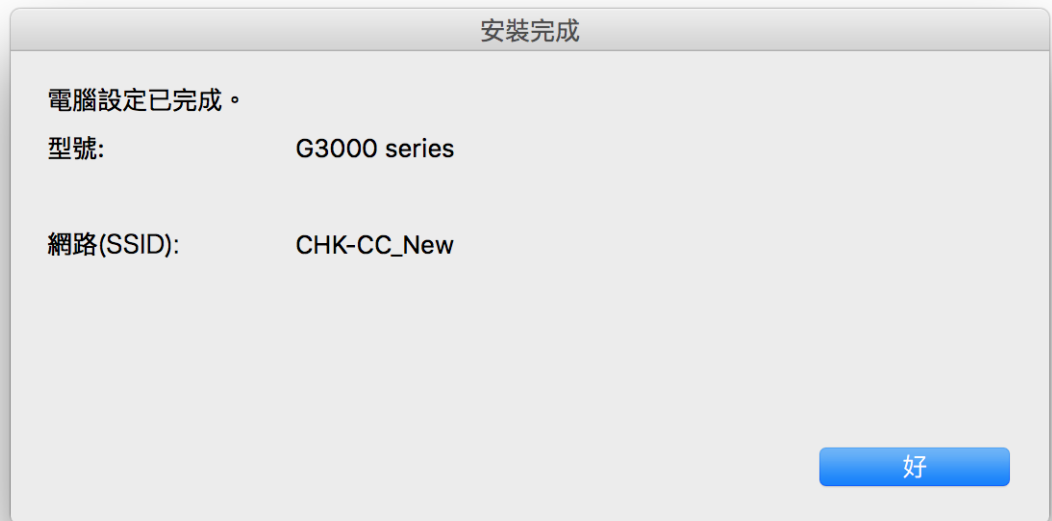 安裝完成
電腦設定已完成。
型號: G3000 series
網路(SSID): CHK-CC_New
好